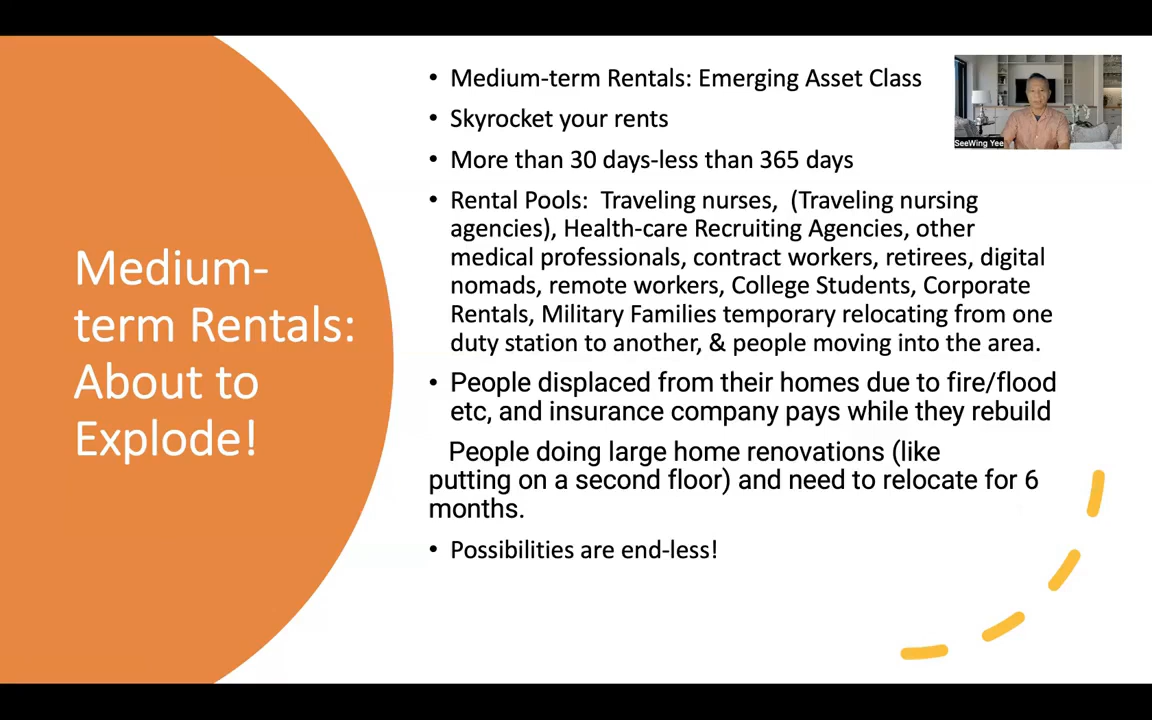 Medium-
term Rentals:
About to
Explode!
• Medium-term Rentals: Emerging Asset Class
• Skyrocket your rents
• More than 30 days-less than 365 days
• Rental Pools:  Traveling nurses,  (Traveling nursing
agencies), Health-care Recruiting Agencies, other
medical professionals, contract workers, retirees, digital
nomads, remote workers, College Students, Corporate
Rentals, Military Families temporary relocating from one
duty station to another, & people moving into the area.
• People displaced from their homes due to fire/flood
etc, and insurance company pays while they rebuild
People doing large home renovations (like
putting on a second floor) and need to relocate for 6
months.
• Possibilities are end-less!
SeeWing Yee